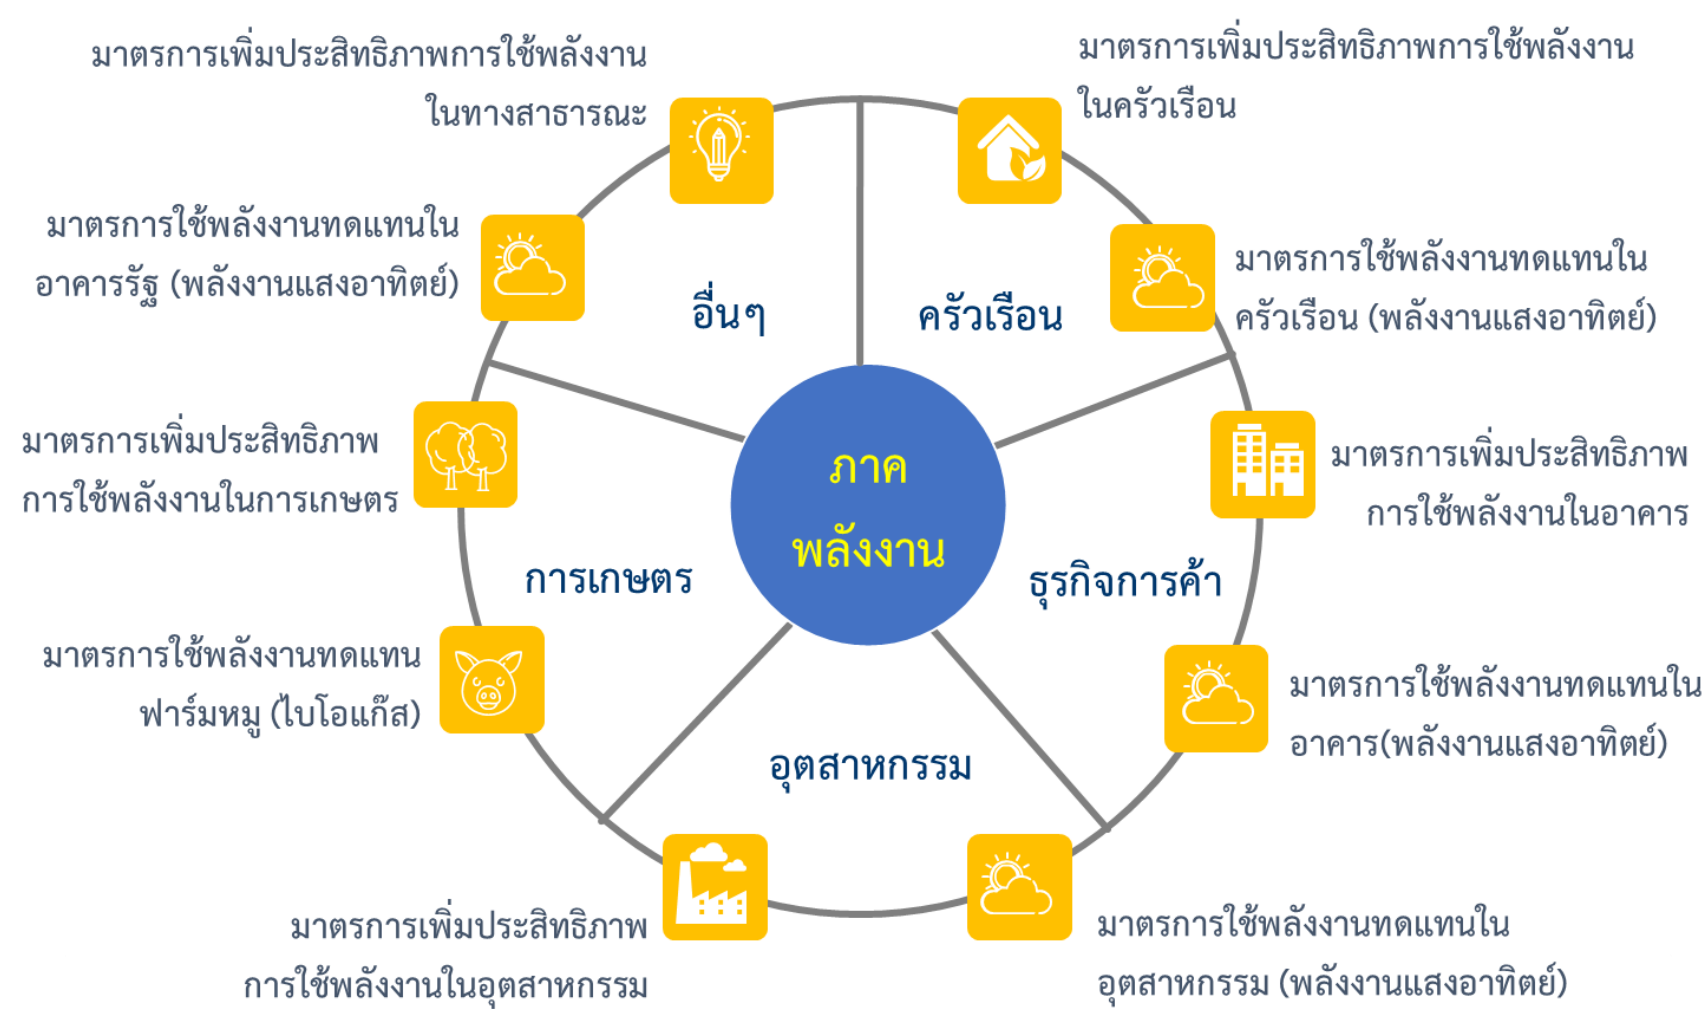 มาตรการเพิ่มประสิทธิภาพการใช้พลังงาน
ในทางสาธารณะ
มาตรการเพิ่มประสิทธิภาพการใช้พลังงาน
ในครัวเรือน
มาตรการใช้พลังงานทดแทนใน
อาคารรัฐ (พลังงานแสงอาทิตย์)
มาตรการใช้พลังงานทดแทนใน
ครัวเรือน (พลังงานแสงอาทิตย์)
อื่นๆ
ครัวเรือน
มาตรการเพิ่มประสิทธิภาพ
การใช้พลังงานในการเกษตร
ภาค
พลังงาน
มาตรการเพิ่มประสิทธิภาพ
การใช้พลังงานในอาคาร
การเกษตร
ธุรกิจการค้า
มาตรการใช้พลังงานทดแทน
ฟาร์มหมู (ไบโอแก๊ส)
มาตรการใช้พลังงานทดแทนใน
อาคาร(พลังงานแสงอาทิตย์)
อุตสาหกรรม
มาตรการเพิ่มประสิทธิภาพ
การใช้พลังงานในอุตสาหกรรม
มาตรการใช้พลังงานทดแทนใน
อุตสาหกรรม (พลังงานแสงอาทิตย์)